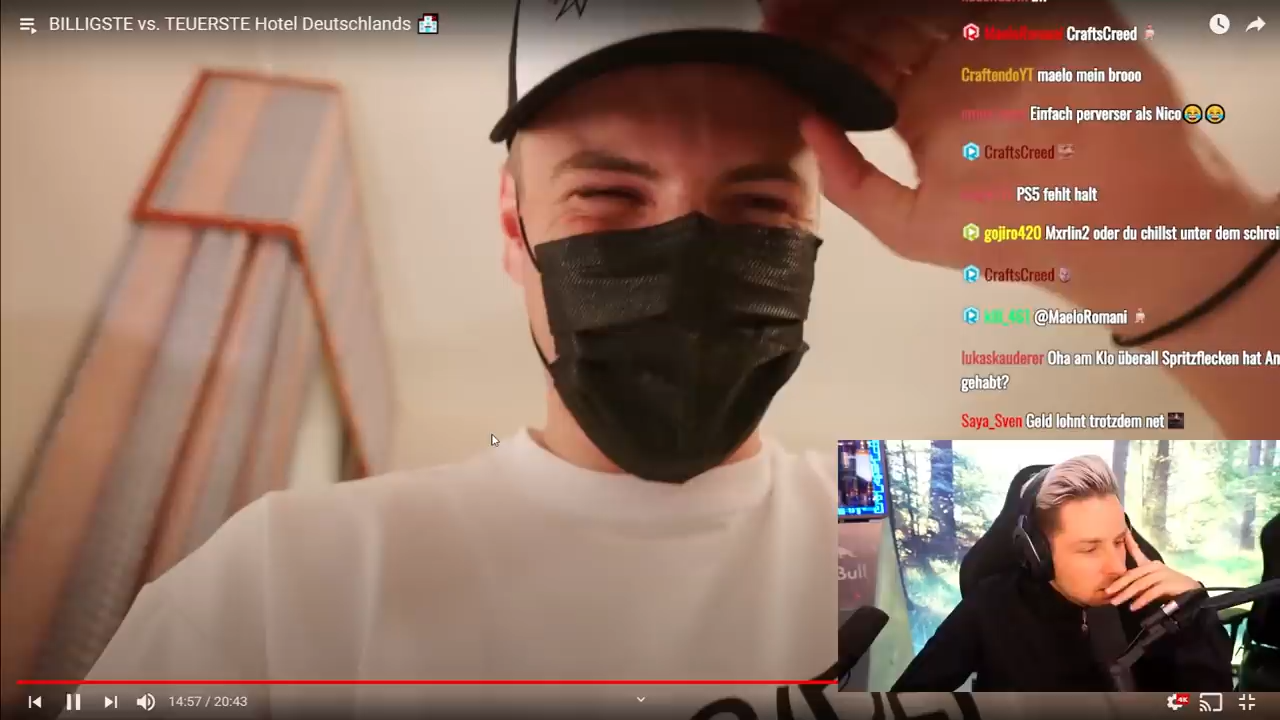 BILLIGSTE vs. TEUERSTE Hotel Deutschlands
MaeloRomani CraftsCreed
CraftendoYT maelo mein brooo
Einfach perverser als Nico😂😂
CraftsCreed
PS5 fehlt halt
gojiro420 Mxrlin2 oder du chillst unter dem schrei
CraftsCreed
@MaeloRomani
lukaskauderer Oha am Klo überall Spritzflecken hat An
gehabt?
Saya_Sven Geld lohnt trotzdem net
Bull
14:57 / 20:43
4K